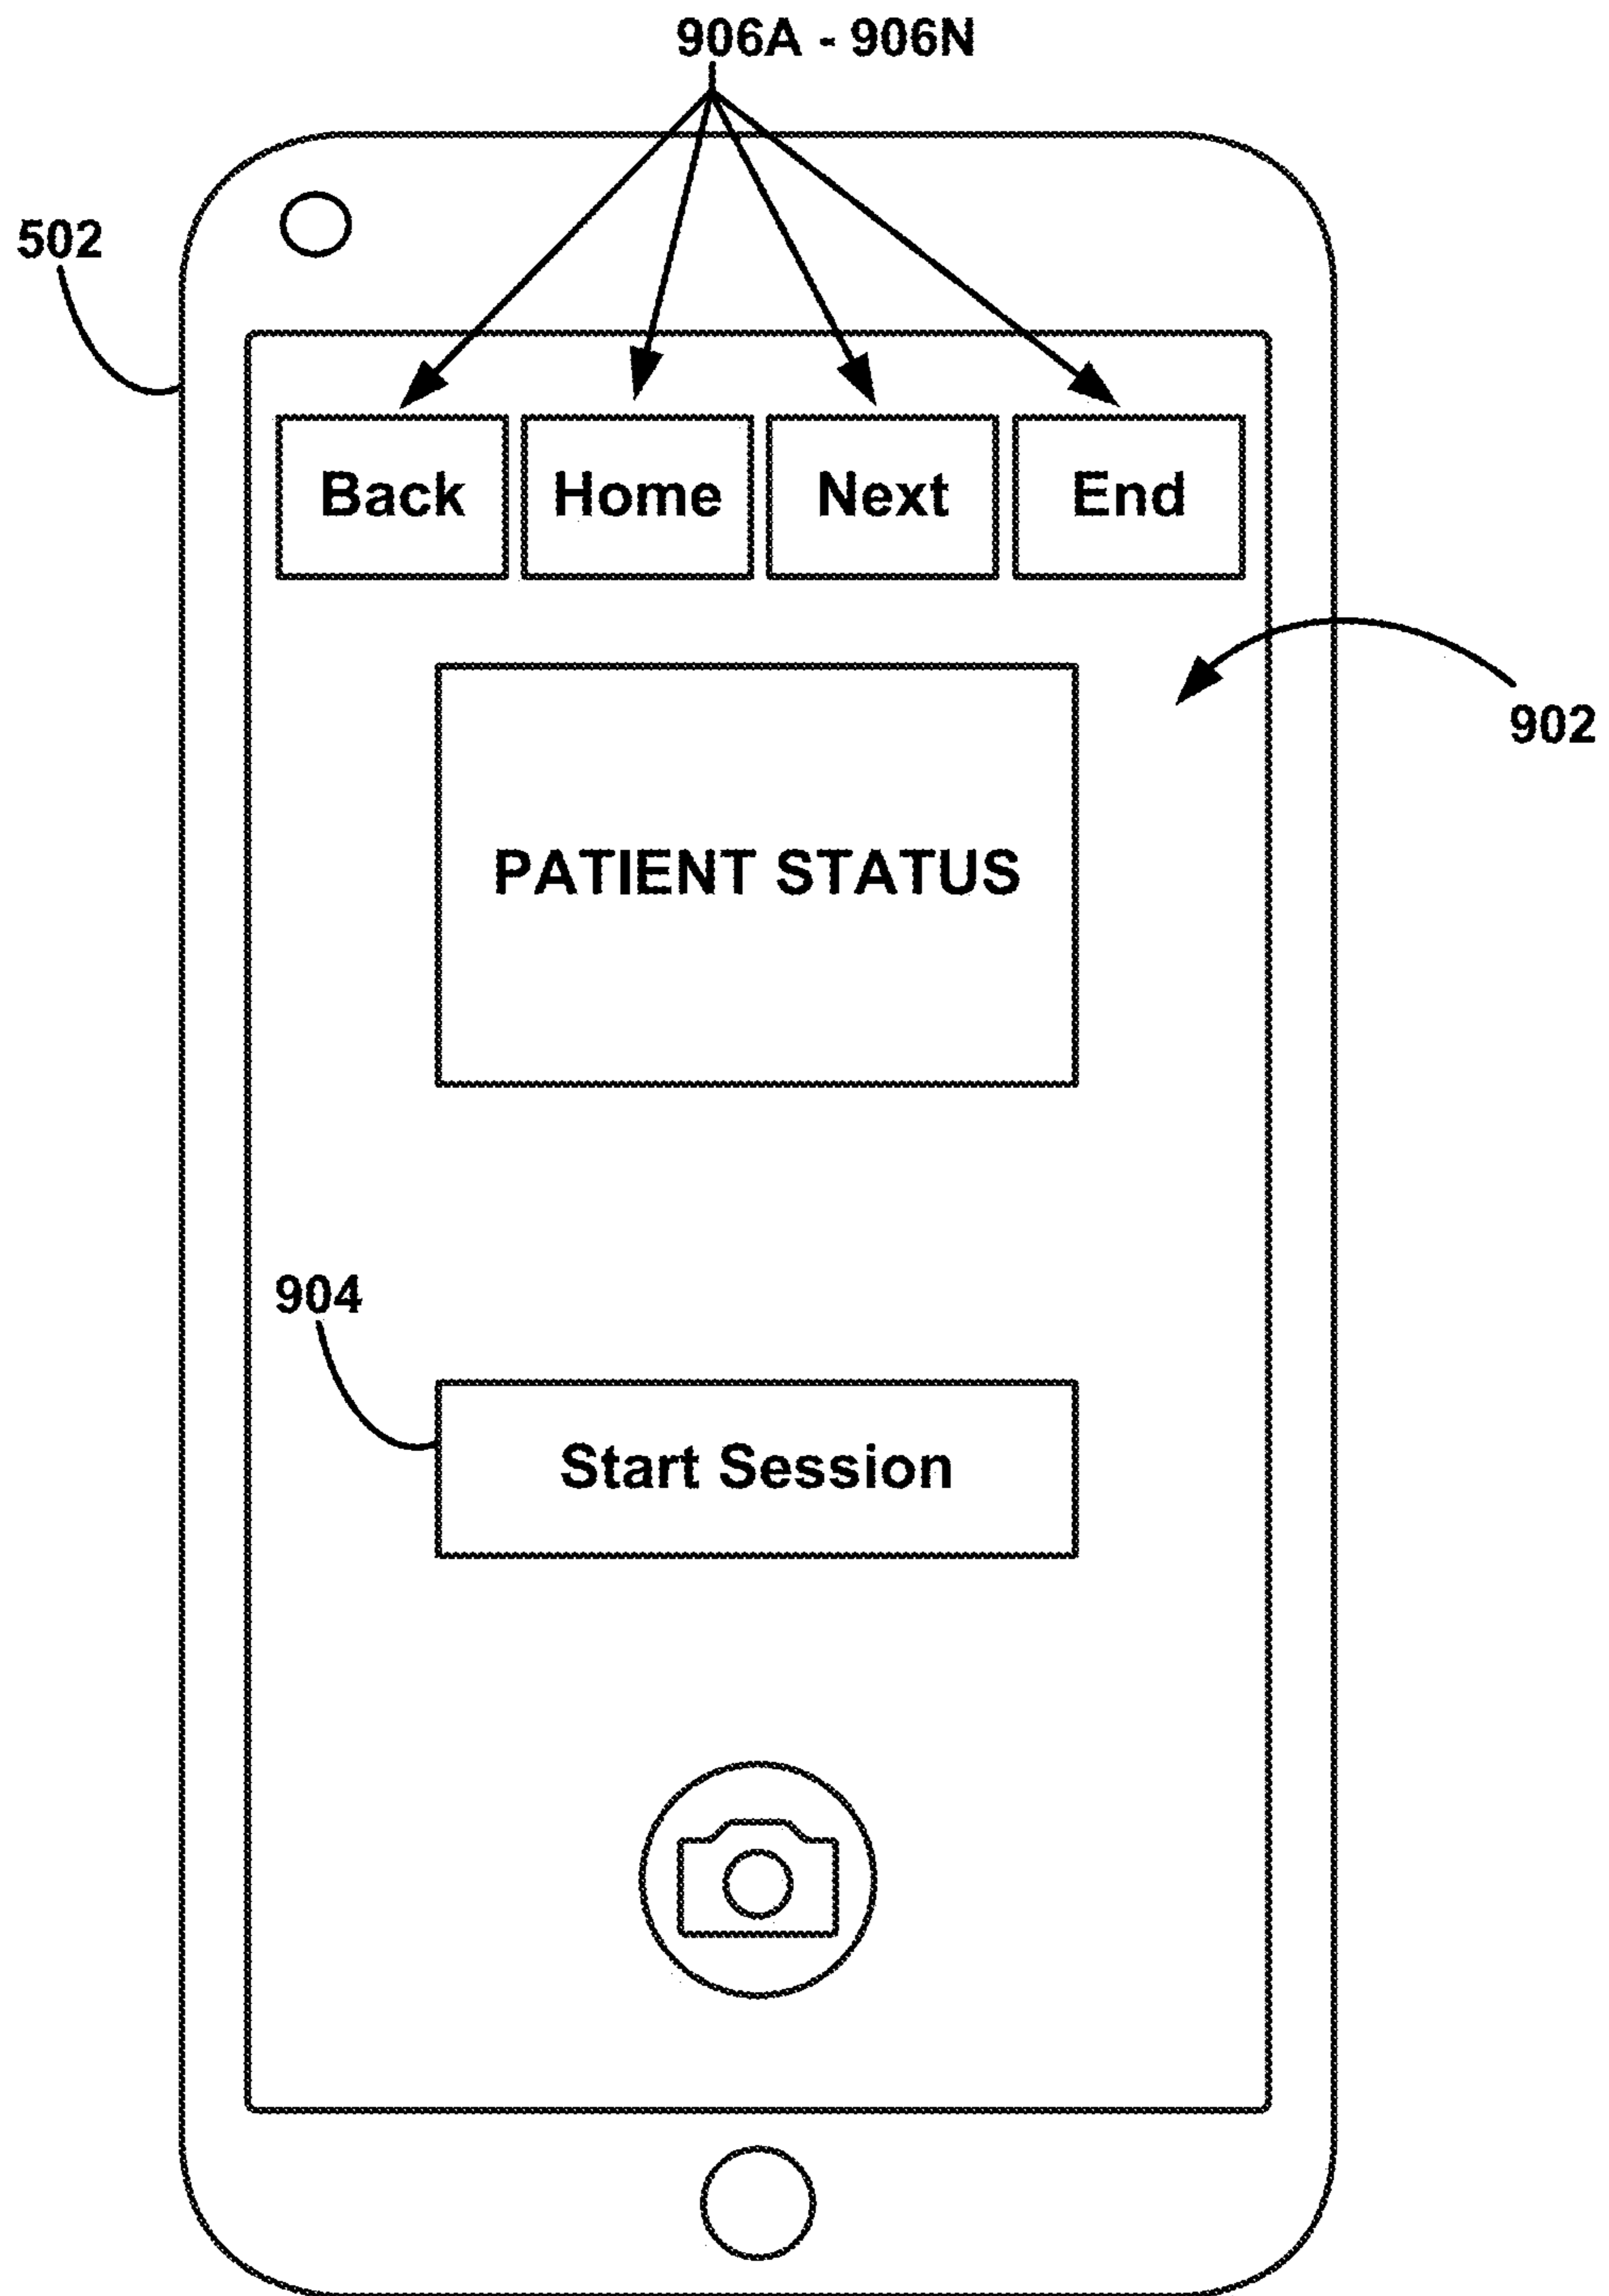 906A - 906N
502
Back Home Next End
902
PATIENT STATUS
904
Start Session